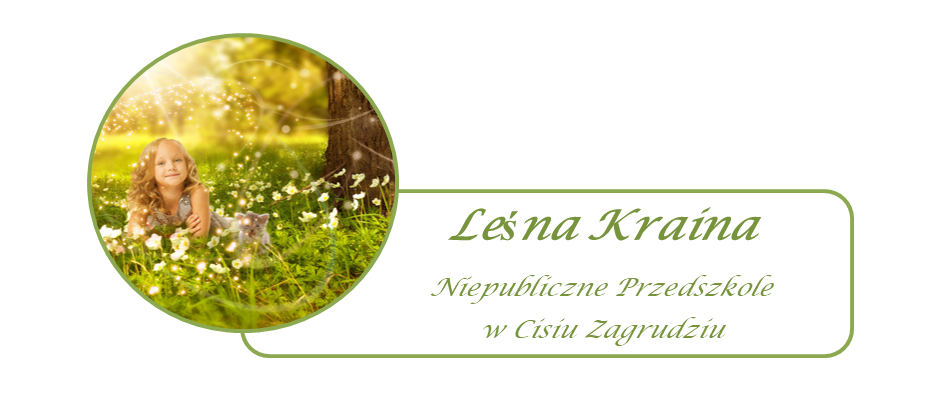 Leśna Kraina
Niepubliczne Przedszkole
w Cisiu Zagrudziu